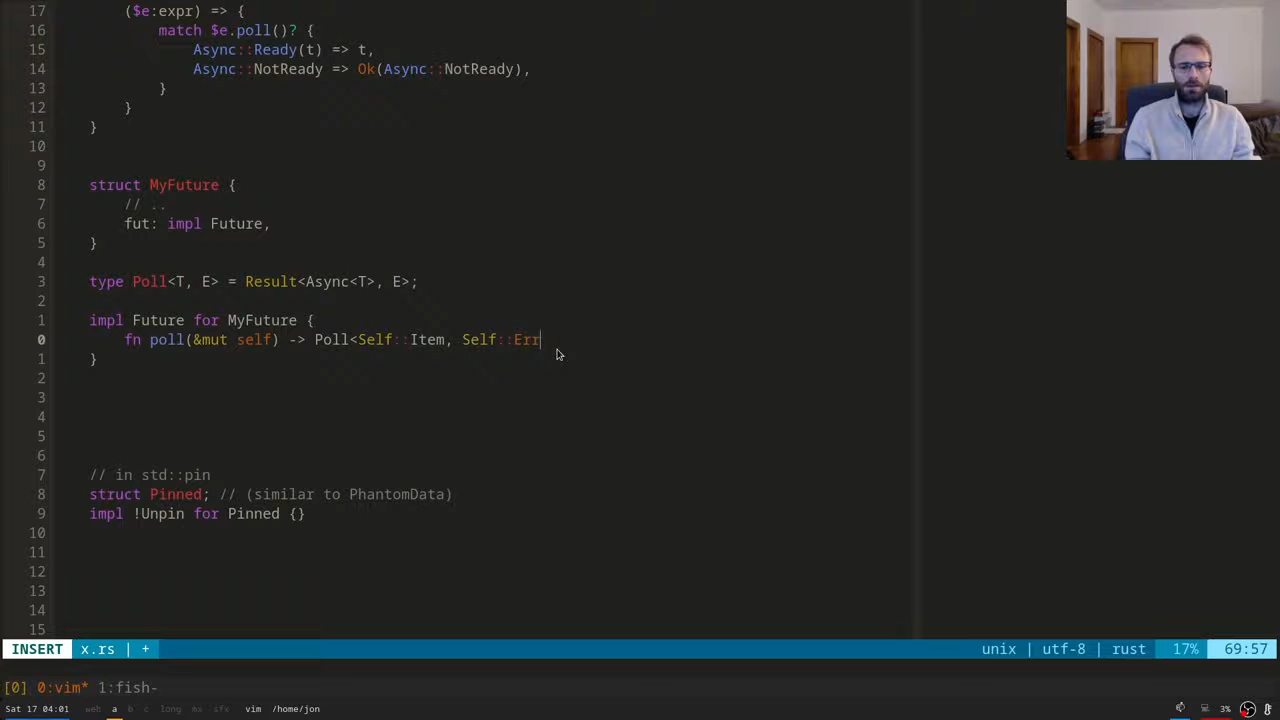 17 ($e:expr) => {
16 match $e.poll()? {
15 Async::Ready(t) => t,
14 Async::NotReady => Ok(Async::NotReady),
13 }
12 }
11 }
10
9
8 struct MyFuture {
7 // ..
6 fut: impl Future,
5 }
4
3 type Poll<T, E> = Result<Async<T>, E>;
2
1 impl Future for MyFuture {
0 fn poll(&mut self) -> Poll<Self::Item, Self::Err
1 }
2
3
4
5
6
7 // in std::pin
8 struct Pinned; // (similar to PhantomData)
9 impl !Unpin for Pinned {}
10
11
12
13
14
15
INSERT x.rs | + unix | utf-8 | rust 17% 69:57
[0] 0:vim* 1:fish-
Sat 17 04:01 web a b c long ms sfx vim /home/jon 3%